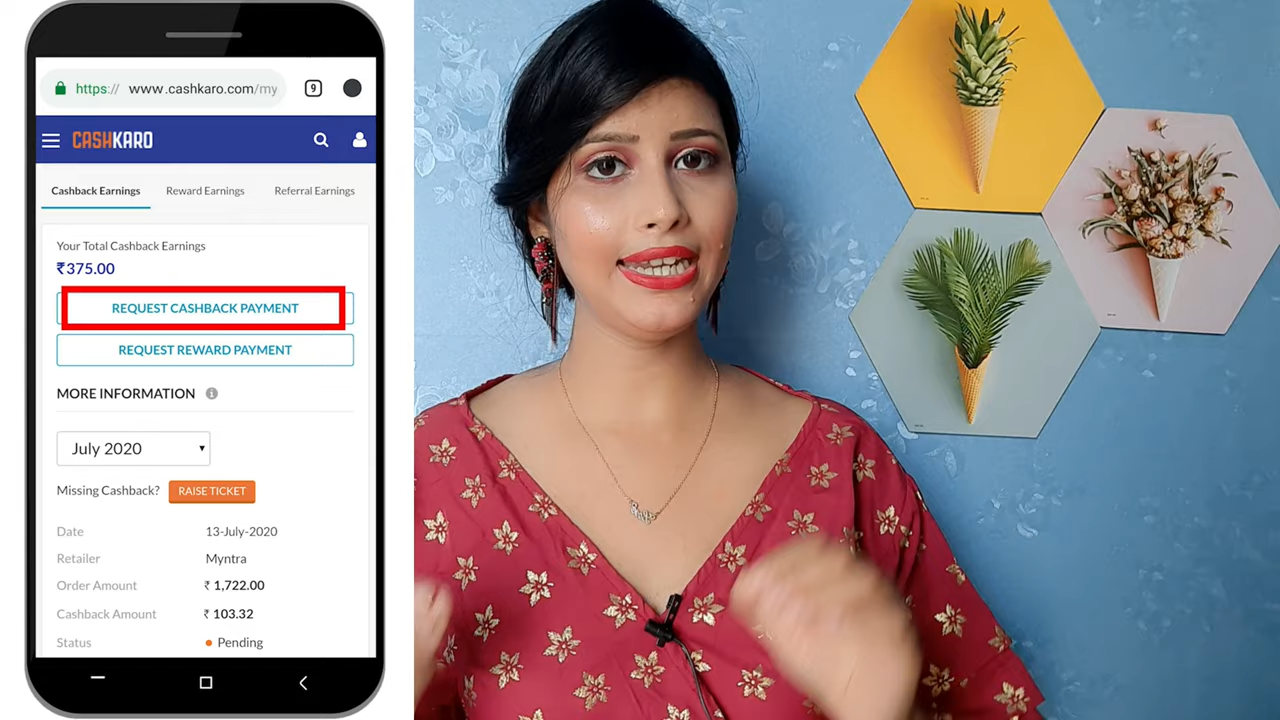 https:// www.cashkaro.com/my
9
CASHKARO
Cashback Earnings Reward Earnings Referral Earnings
Your Total Cashback Earnings
₹375.00
REQUEST CASHBACK PAYMENT
REQUEST REWARD PAYMENT
MORE INFORMATION
July 2020
Missing Cashback? RAISE TICKET
Date 13-July-2020
Retailer Myntra
Order Amount ₹ 1,722.00
Cashback Amount ₹ 103.32
Status Pending